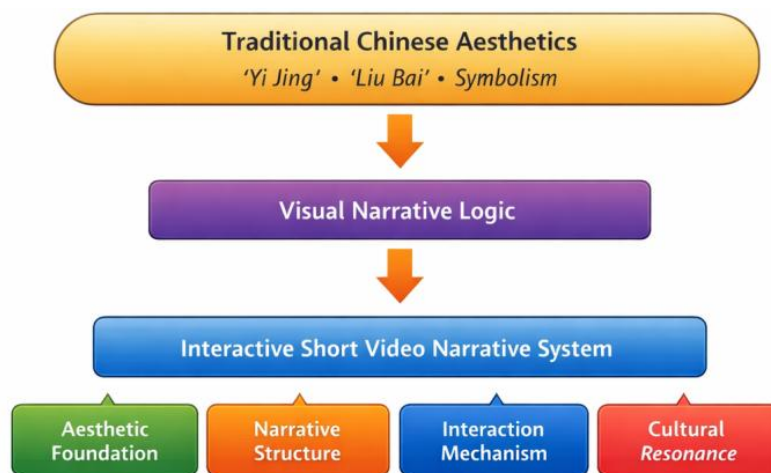 Traditional Chinese Aesthetics
'Yi Jing' • 'Liu Bai' • Symbolism
Visual Narrative Logic
Interactive Short Video Narrative System
Aesthetic
Foundation
Narrative
Structure
Interaction
Mechanism
Cultural
Resonance